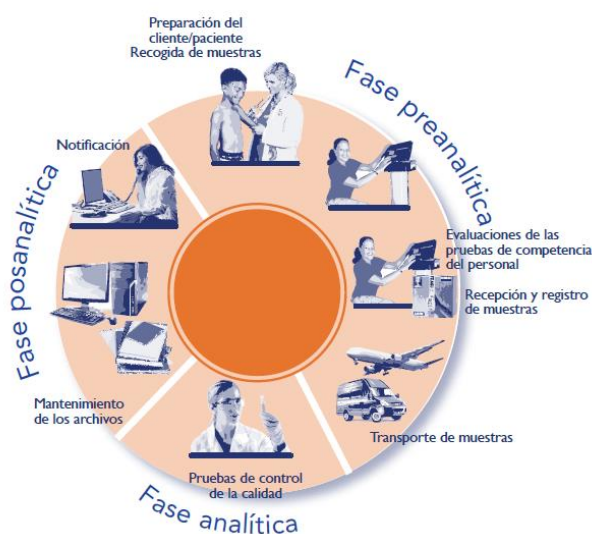 Preparación del
cliente/paciente
Recogida de muestras
Fase preanalítica
Evaluaciones de las
pruebas de competencia
del personal
Recepción y registro
de muestras
Transporte de muestras
Pruebas de control
de la calidad
Fase analítica
Mantenimiento
de los archivos
Notificación
Fase posanalítica